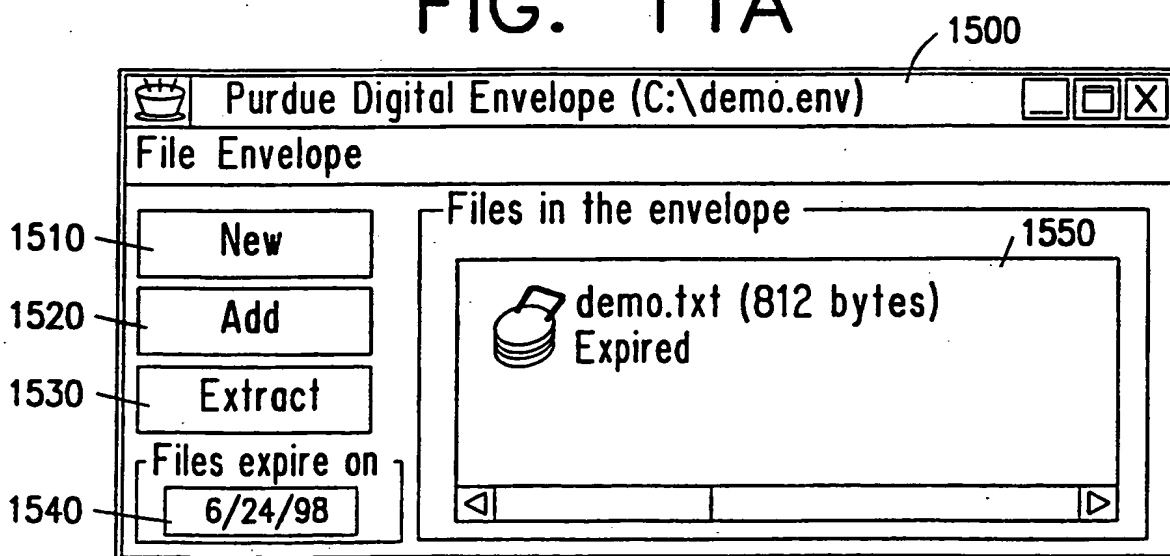 FIG. 11A
1500
Purdue Digital Envelope (C:\demo.env)
File Envelope
1510
New
1520
Add
1530
Extract
Files expire on
1540
6/24/98
Files in the envelope
1550
demo.txt (812 bytes)
Expired